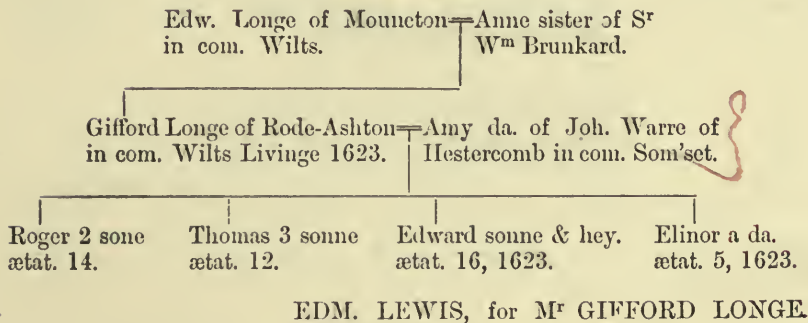 Edw. Longe of Mouncton Anne sister of Sʳ
in com. Wilts. Wᵐ Brunkard.
Gifford Longe of Rode-Ashton Amy da. of Joh. Warre of
in com. Wilts Livinge 1623. Hestercomb in com. Som'set.
Roger 2 sone Thomas 3 sonne Edward sonne & hey. Elinor a da.
ætat. 14. ætat. 12. ætat. 16, 1623. ætat. 5, 1623.
EDM. LEWIS, for Mʳ GIFFORD LONGE